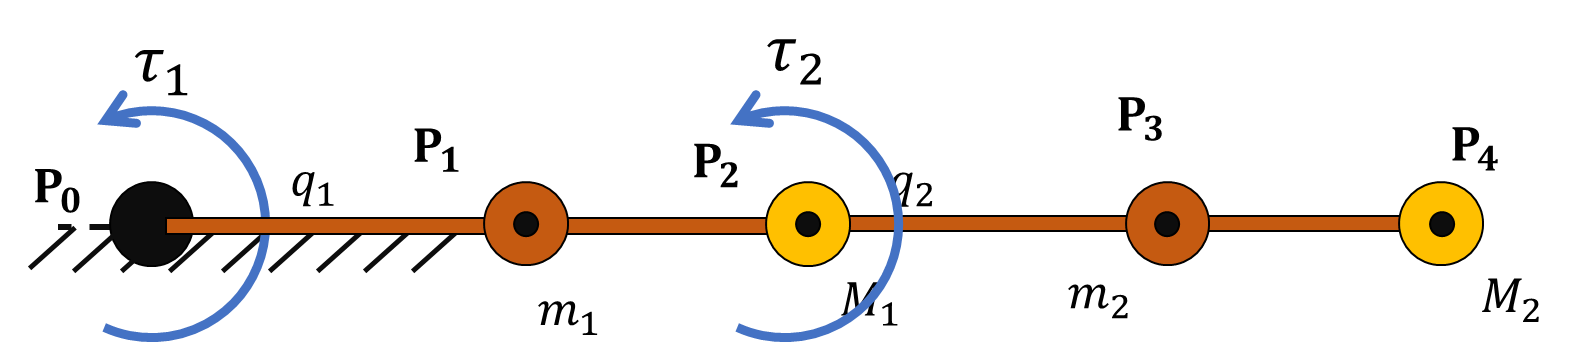 τ₁
τ₂
P₀
q₁
P₁
P₂
q₂
P₃
P₄
m₁
M₁
m₂
M₂